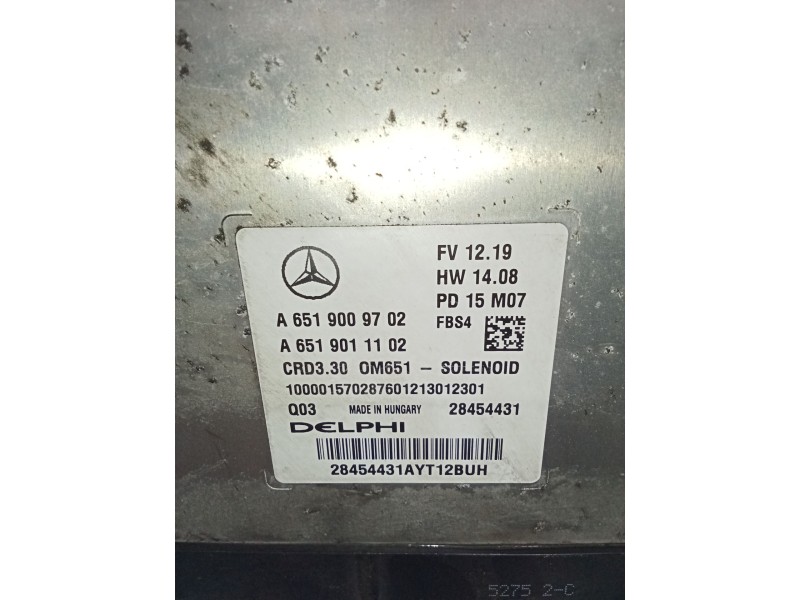 FV 12.19
HW 14.08
PD 15 M07
A 651 900 97 02
FBS4
A 651 901 11 02
CRD3.30 OM651 – SOLENOID
10000157028760121301​2301
Q03 MADE IN HUNGARY 28454431
DELPHI
28454431AYT12BUH
5275 2-C